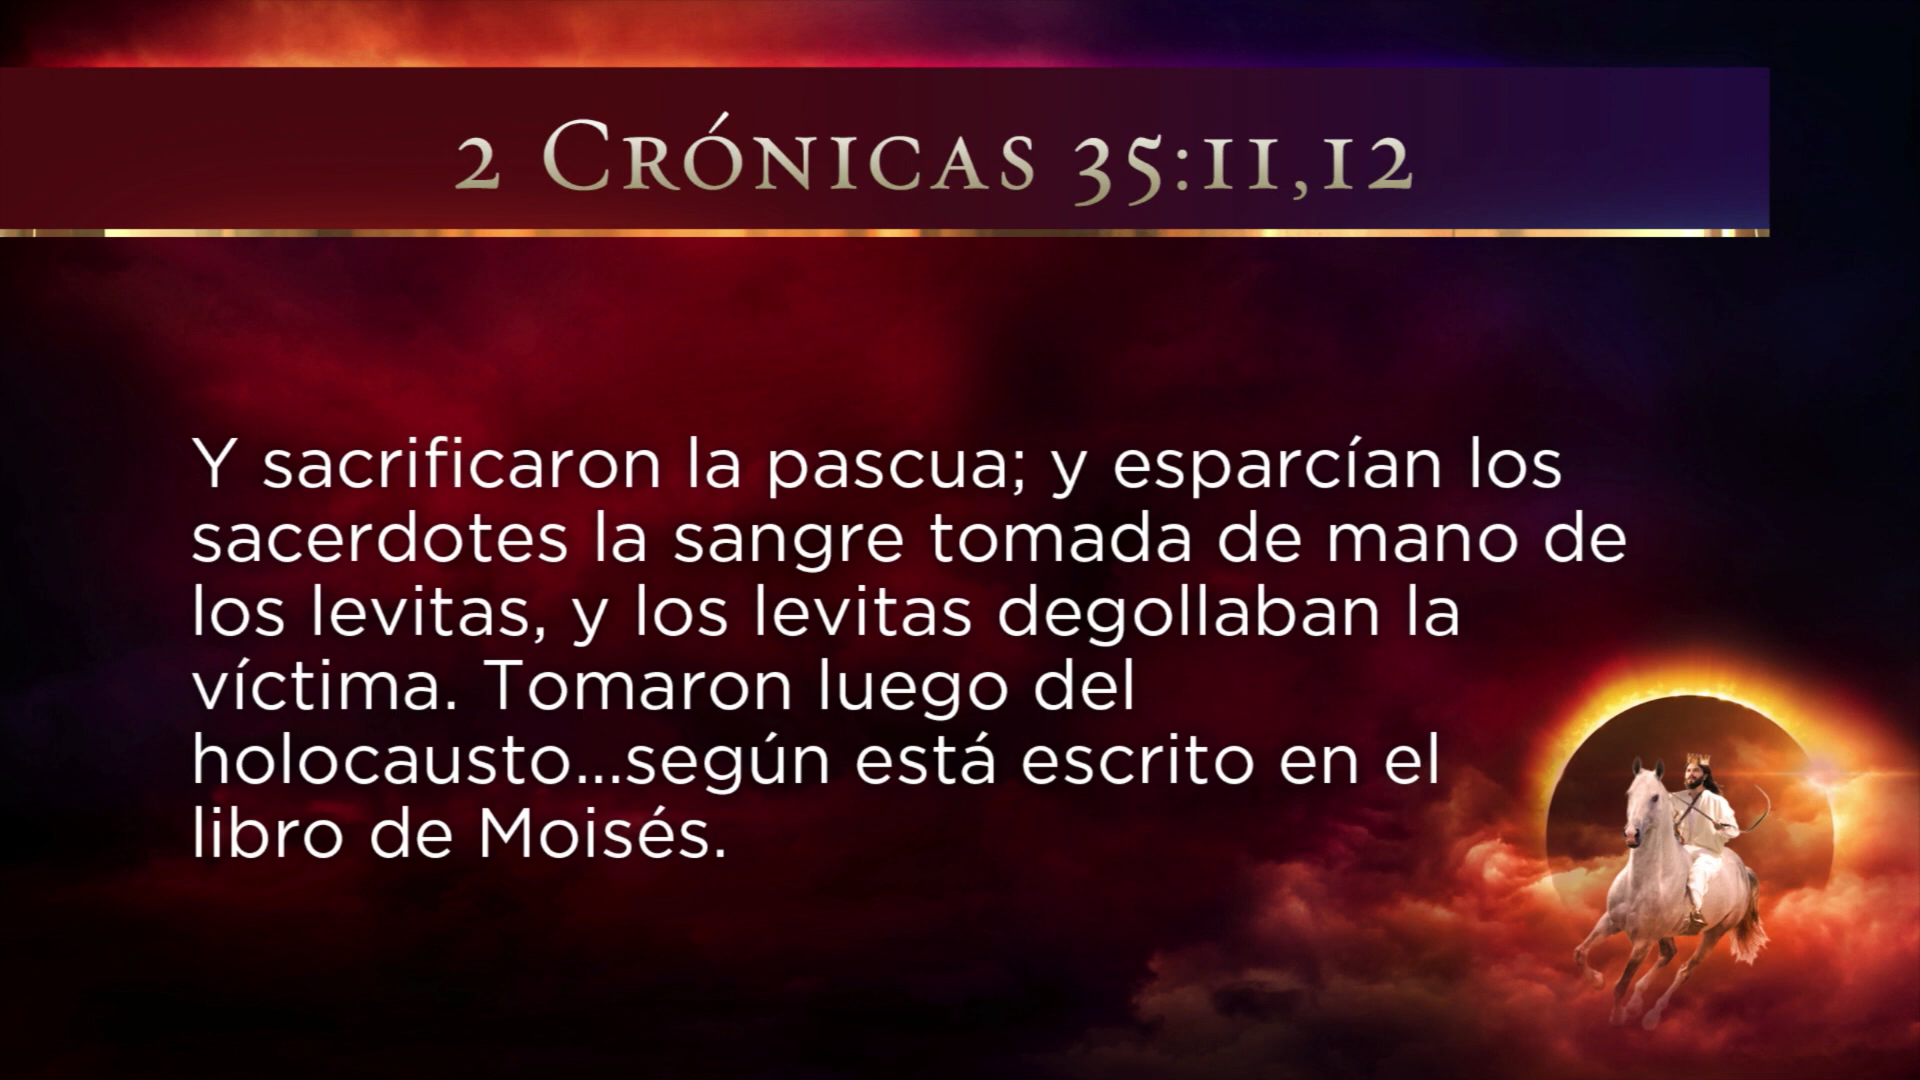 2 Crónicas 35:11,12
Y sacrificaron la pascua; y esparcían los
sacerdotes la sangre tomada de mano de
los levitas, y los levitas degollaban la
víctima. Tomaron luego del
holocausto...según está escrito en el
libro de Moisés.